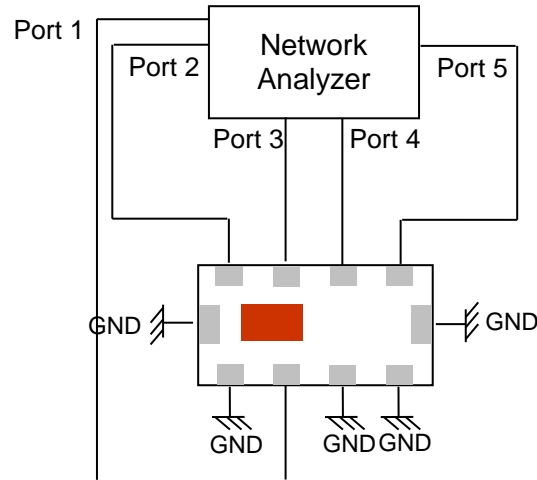 Port 1
Network
Analyzer
Port 2
Port 5
Port 3
Port 4
GND
GND
GND
GND
GND